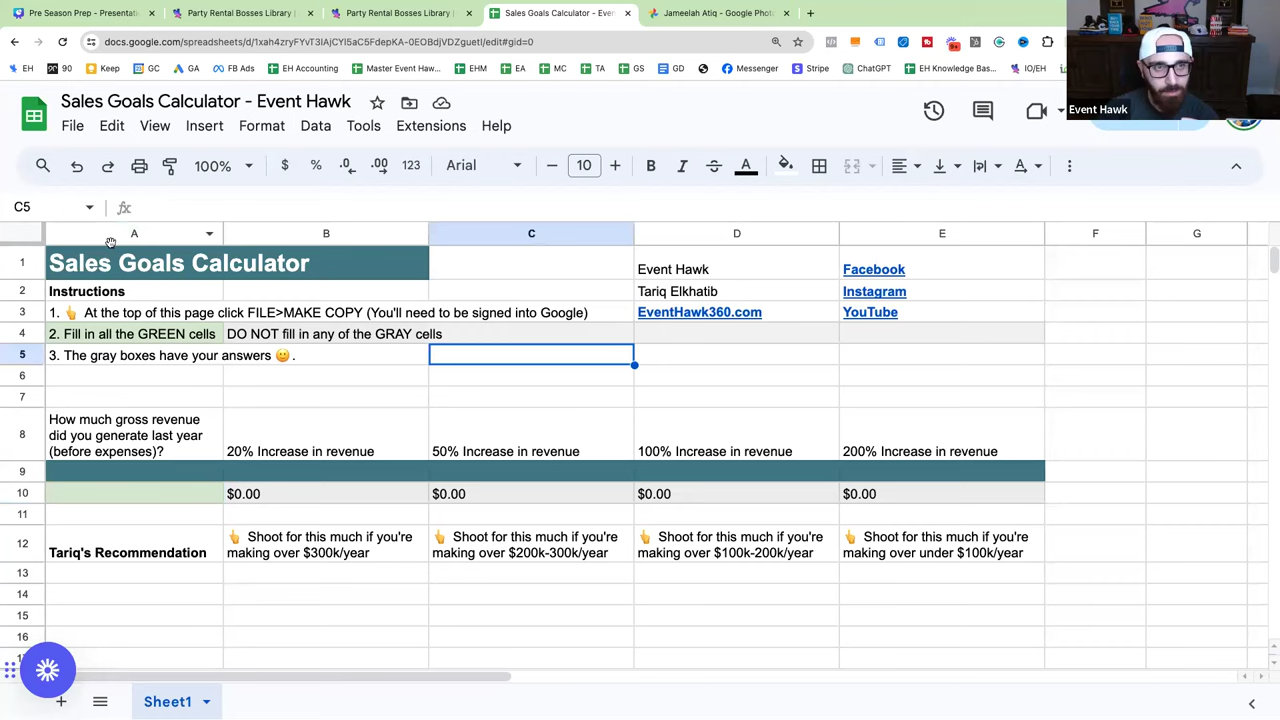 Pre Season Prep - Presentati
Party Rental Bosses Library |
Party Rental Bosses Library |
Sales Goals Calculator - Even
Jameelah Atiq - Google Phot
docs.google.com/spreadsheets/d/
EH
90
Keep
GC
GA
FB Ads
EH Accounting
Master Event Haw...
EMH
EA
MC
TA
GS
GD
Messenger
Stripe
ChatGPT
EH Knowledge Bas...
IO/EH
Event Hawk
Sales Goals Calculator - Event Hawk
File Edit View Insert Format Data Tools Extensions Help
100% $ % .0 .00 123 Arial 10 B I S A
C5 fx
A B C D E F G
1 Sales Goals Calculator Event Hawk Facebook
2 Instructions Tariq Elkhatib Instagram
3 1. 👆 At the top of this page click FILE>MAKE COPY (You'll need to be signed into Google) EventHawk360.com YouTube
4 2. Fill in all the GREEN cells DO NOT fill in any of the GRAY cells
5 3. The gray boxes have your answers 🙂 .
6
7
How much gross revenue
8 did you generate last year
(before expenses)? 20% Increase in revenue 50% Increase in revenue 100% Increase in revenue 200% Increase in revenue
9
10 $0.00 $0.00 $0.00 $0.00
11
👆 Shoot for this much if you're 👆 Shoot for this much if you're 👆 Shoot for this much if you're 👆 Shoot for this much if you're
12 Tariq's Recommendation making over $300k/year making over $200k-300k/year making over $100k-200k/year making over under $100k/year
13
14
15
16
Sheet1